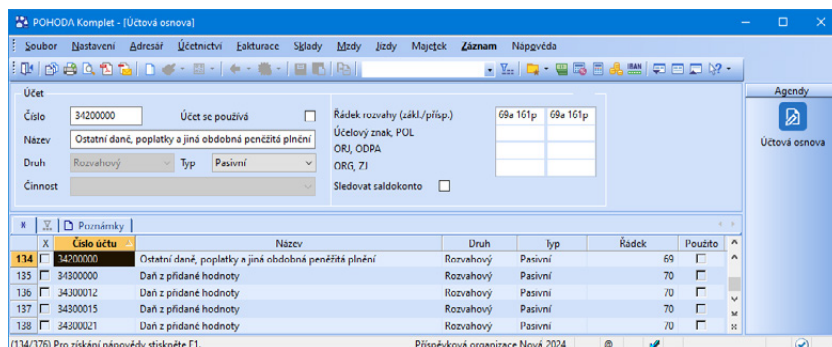 POHODA Komplet - [Účtová osnova]
Soubor Nastavení Adresář Účetnictví Fakturace Sklady Mzdy Jízdy Majetek Záznam Nápověda
Účet
Číslo 34200000 Účet se používá
Název Ostatní daně, poplatky a jiná obdobná peněžitá plnění
Druh Rozvahový Typ Pasivní
Činnost
Řádek rozvahy (zákl./přísp.) 69a 161p 69a 161p
Účelový znak, POL
ORJ, ODPA
ORG, ZJ
Sledovat saldokonto
Agendy
Účtová osnova
Poznámky
X Číslo účtu Název Druh Typ Řádek Použito
134 34200000 Ostatní daně, poplatky a jiná obdobná peněžitá plnění Rozvahový Pasivní 69
135 34300000 Daň z přidané hodnoty Rozvahový Pasivní 70
136 34300012 Daň z přidané hodnoty Rozvahový Pasivní 70
137 34300015 Daň z přidané hodnoty Rozvahový Pasivní 70
138 34300021 Daň z přidané hodnoty Rozvahový Pasivní 70
(134/376) Pro získání nápovědy stiskněte F1. Příspěvková organizace Nová 2024 @